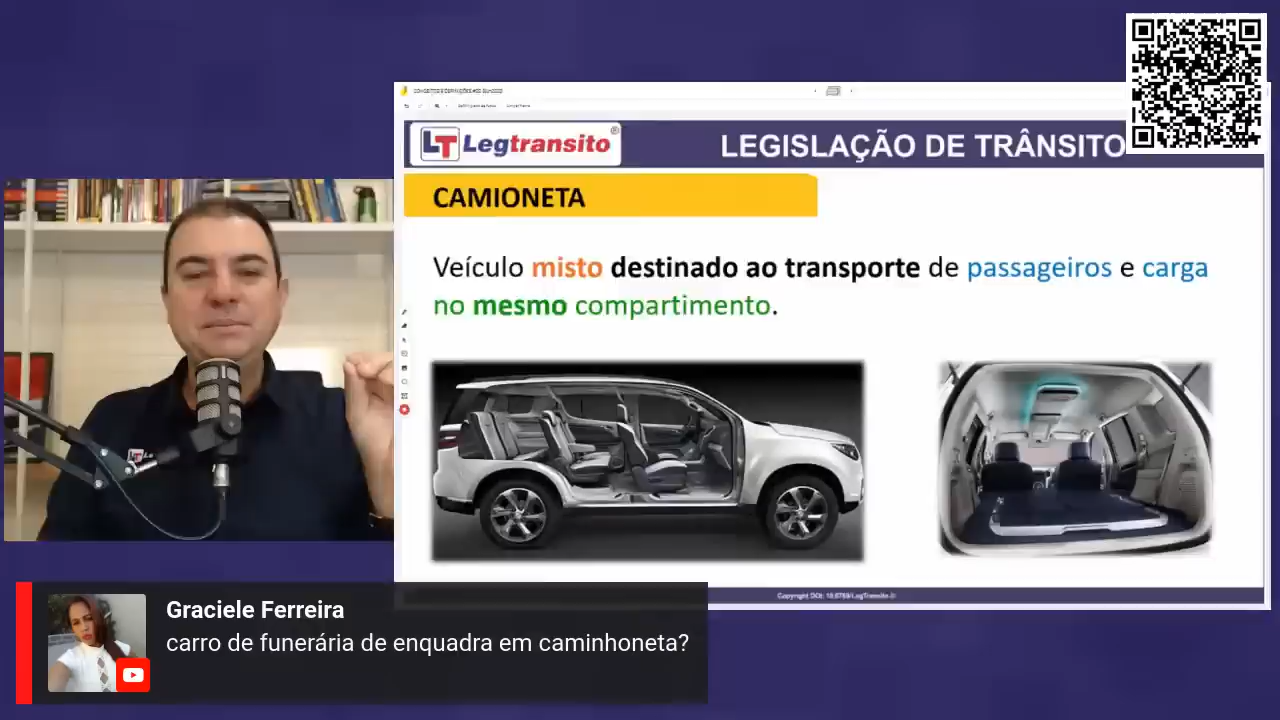 LT Legtransito®
LEGISLAÇÃO DE TRÂNSITO
CAMIONETA
Veículo misto destinado ao transporte de passageiros e carga
no mesmo compartimento.
Graciele Ferreira
carro de funerária de enquadra em caminhoneta?